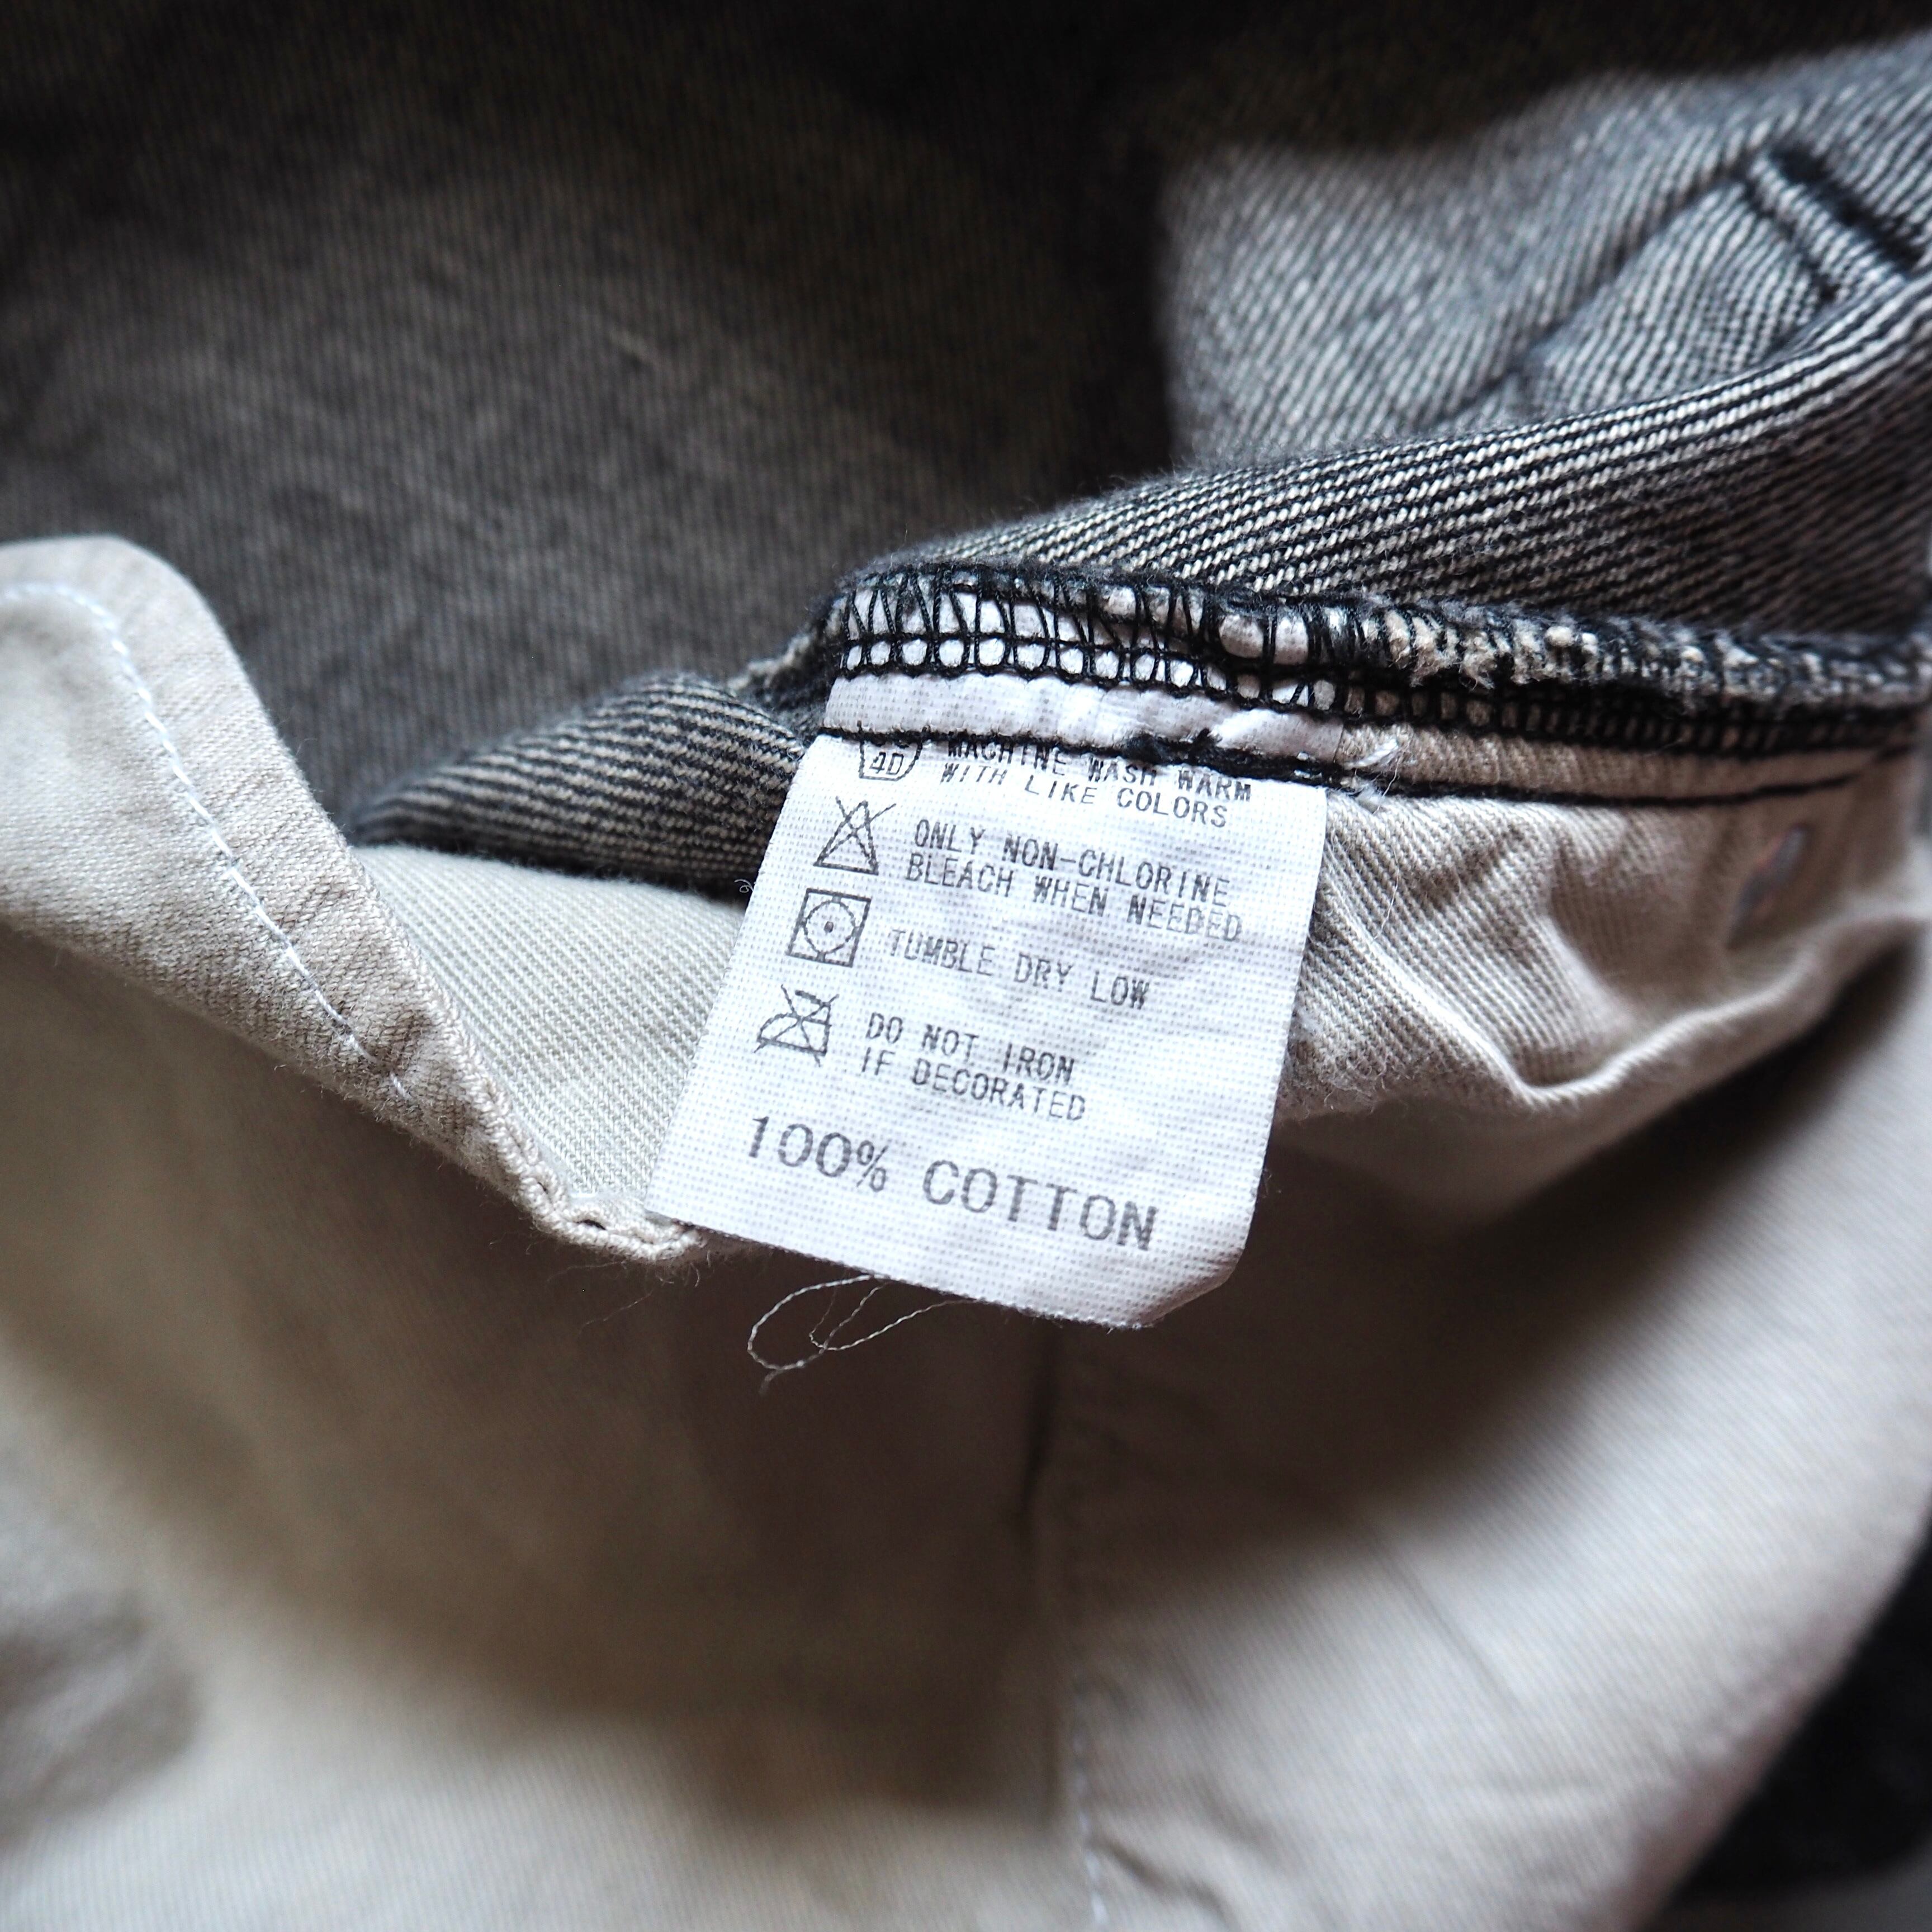 40 MACHINE WASH WARM
WITH LIKE COLORS
ONLY NON-CHLORINE
BLEACH WHEN NEEDED
TUMBLE DRY LOW
DO NOT IRON
IF DECORATED
100% COTTON